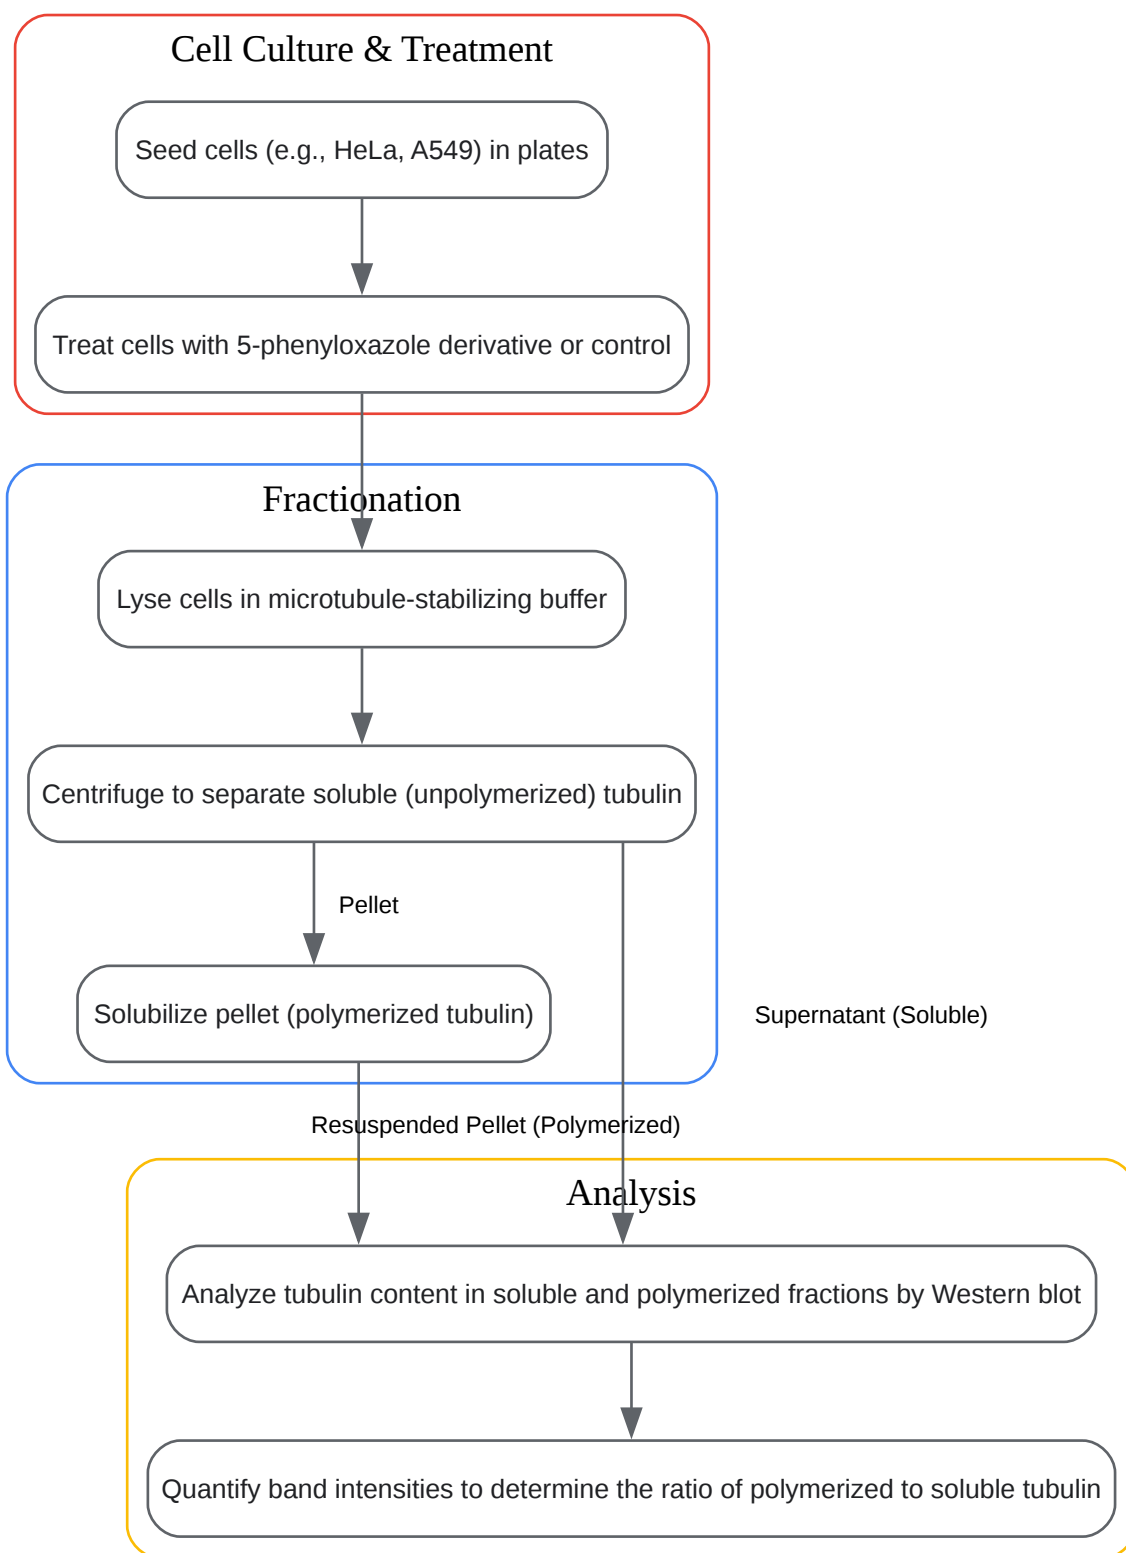 Cell Culture & Treatment
Seed cells (e.g., HeLa, A549) in plates
Treat cells with 5-phenyloxazole derivative or control
Fractionation
Lyse cells in microtubule-stabilizing buffer
Centrifuge to separate soluble (unpolymerized) tubulin
Pellet
Solubilize pellet (polymerized tubulin)
Supernatant (Soluble)
Resuspended Pellet (Polymerized)
Analysis
Analyze tubulin content in soluble and polymerized fractions by Western blot
Quantify band intensities to determine the ratio of polymerized to soluble tubulin